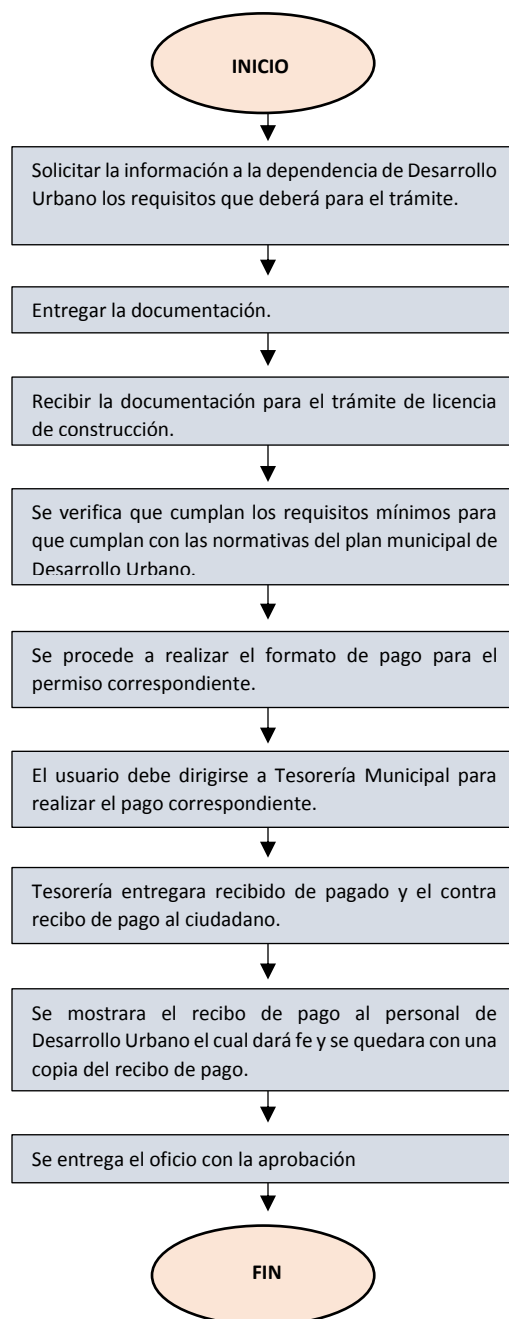 INICIO
Solicitar la información a la dependencia de Desarrollo
Urbano los requisitos que deberá para el trámite.
Entregar la documentación.
Recibir la documentación para el trámite de licencia
de construcción.
Se verifica que cumplan los requisitos mínimos para
que cumplan con las normativas del plan municipal de
Desarrollo Urbano.
Se procede a realizar el formato de pago para el
permiso correspondiente.
El usuario debe dirigirse a Tesorería Municipal para
realizar el pago correspondiente.
Tesorería entregara recibido de pagado y el contra
recibo de pago al ciudadano.
Se mostrara el recibo de pago al personal de
Desarrollo Urbano el cual dará fe y se quedara con una
copia del recibo de pago.
Se entrega el oficio con la aprobación
FIN